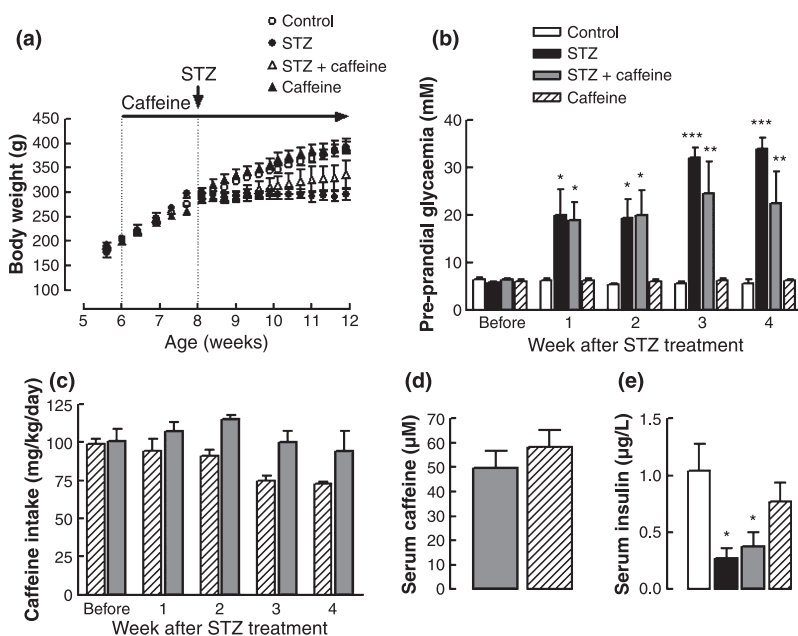 (a)
Control
STZ
STZ + caffeine
Caffeine
STZ
Caffeine
Body weight (g)
450
400
350
300
250
200
150
100
5 6 7 8 9 10 11 12
Age (weeks)
(b)
Control
STZ
STZ + caffeine
Caffeine
Pre-prandial glycaemia (mM)
40
30
20
10
0
* * * * *** ** *** **
Before 1 2 3 4
Week after STZ treatment
(c)
Caffeine intake (mg/kg/day)
125
100
75
50
25
0
Before 1 2 3 4
Week after STZ treatment
(d)
Serum caffeine (µM)
70
60
50
40
30
20
10
0
(e)
Serum insulin (µg/L)
1.5
1.0
0.5
0.0
* *